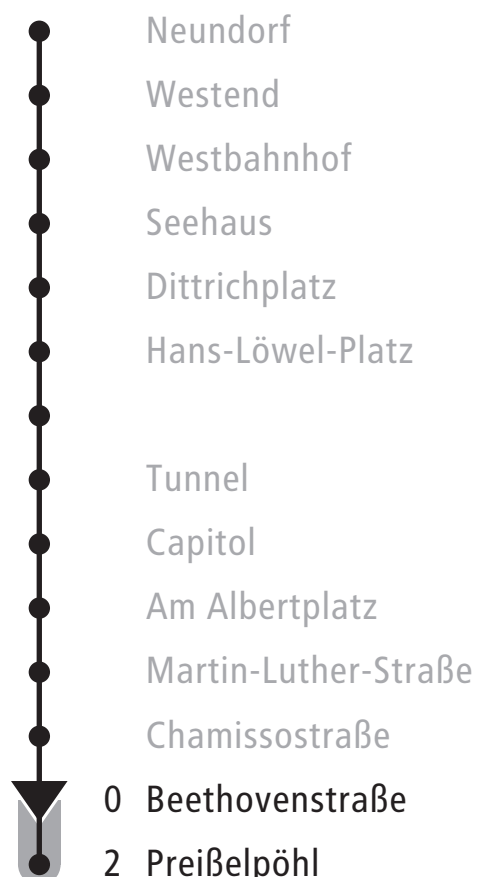 Neundorf
Westend
Westbahnhof
Seehaus
Dittrichplatz
Hans-Löwel-Platz
Tunnel
Capitol
Am Albertplatz
Martin-Luther-Straße
Chamissostraße
0 Beethovenstraße
2 Preißelpöhl